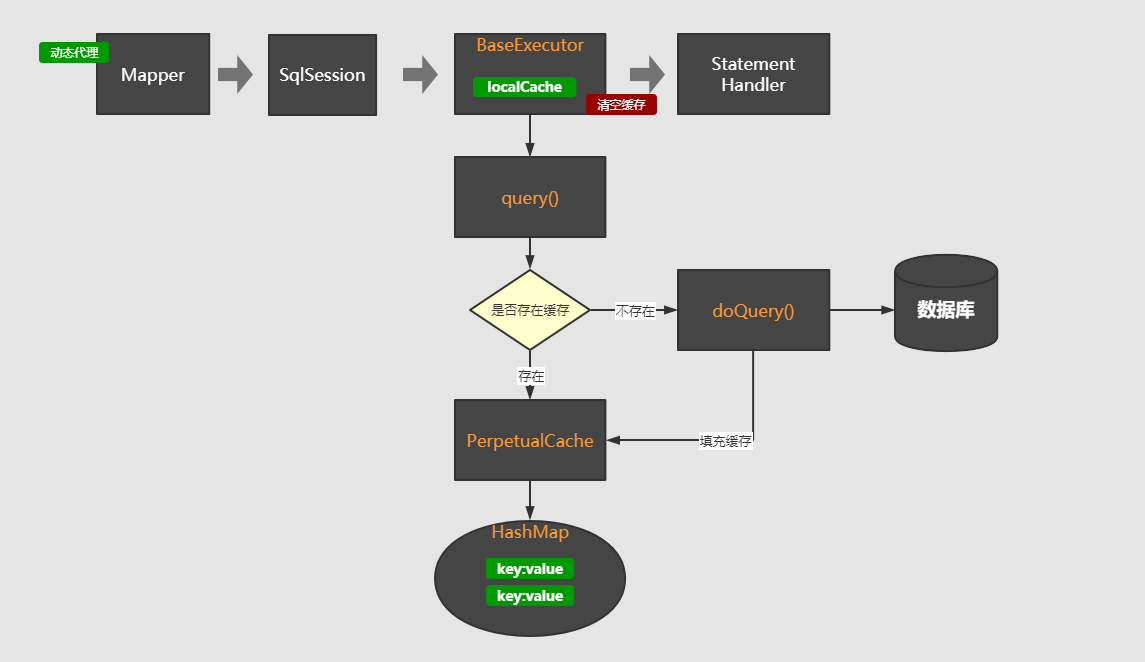 动态代理
Mapper
SqlSession
BaseExecutor
localCache
清空缓存
Statement
Handler
query()
是否存在缓存
不存在
doQuery()
数据库
存在
PerpetualCache
填充缓存
HashMap
key:value
key:value